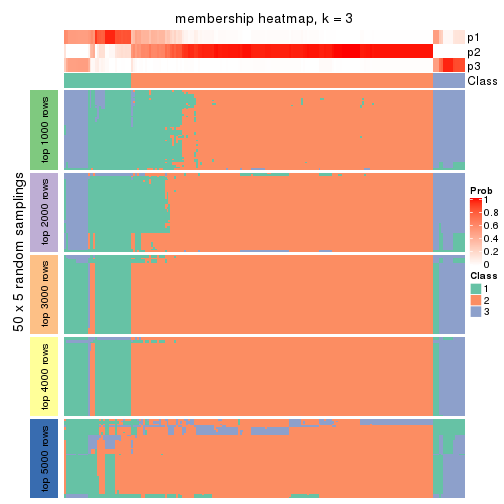 membership heatmap, k = 3
p1
p2
p3
Class
50 x 5 random samplings
top 1000 rows
top 2000 rows
top 3000 rows
top 4000 rows
top 5000 rows
Prob
1
0.8
0.6
0.4
0.2
0
Class
1
2
3